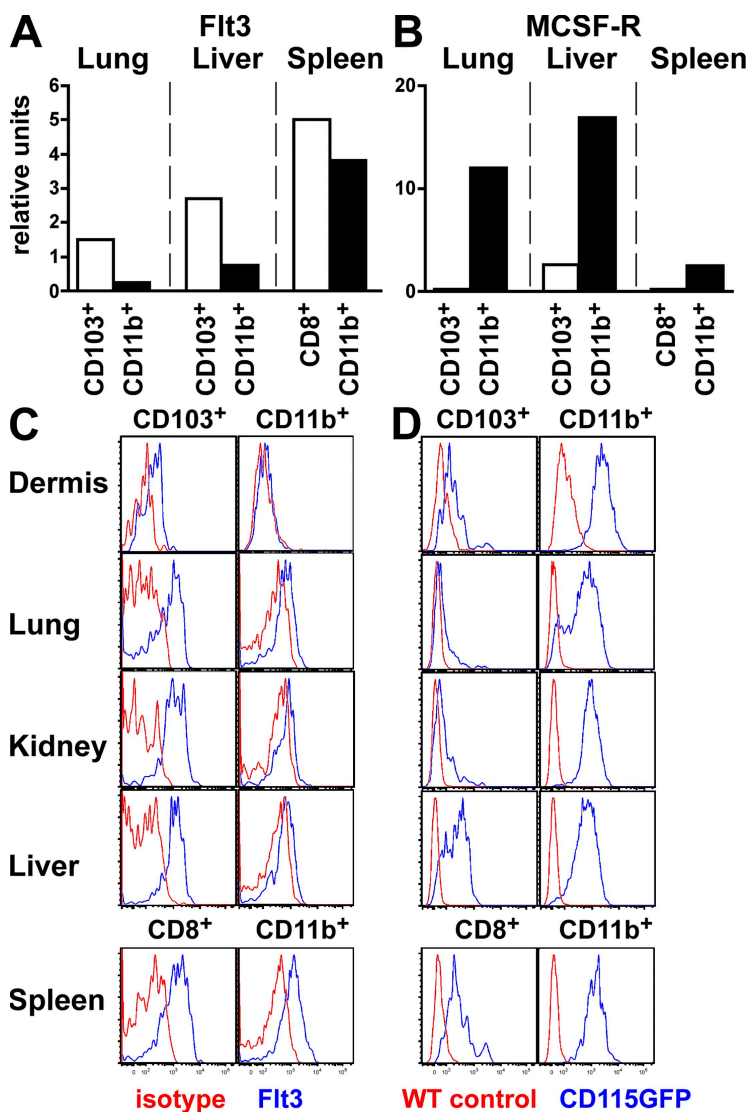 A Flt3
Lung Liver Spleen
relative units
6
5
4
3
2
1
0
CD103+ CD11b+ CD103+ CD11b+ CD8+ CD11b+
B MCSF-R
Lung Liver Spleen
20
10
0
CD103+ CD11b+ CD103+ CD11b+ CD8+ CD11b+
C CD103+ CD11b+
D CD103+ CD11b+
Dermis
Lung
Kidney
Liver
CD8+ CD11b+ CD8+ CD11b+
Spleen
isotype Flt3 WT control CD115GFP